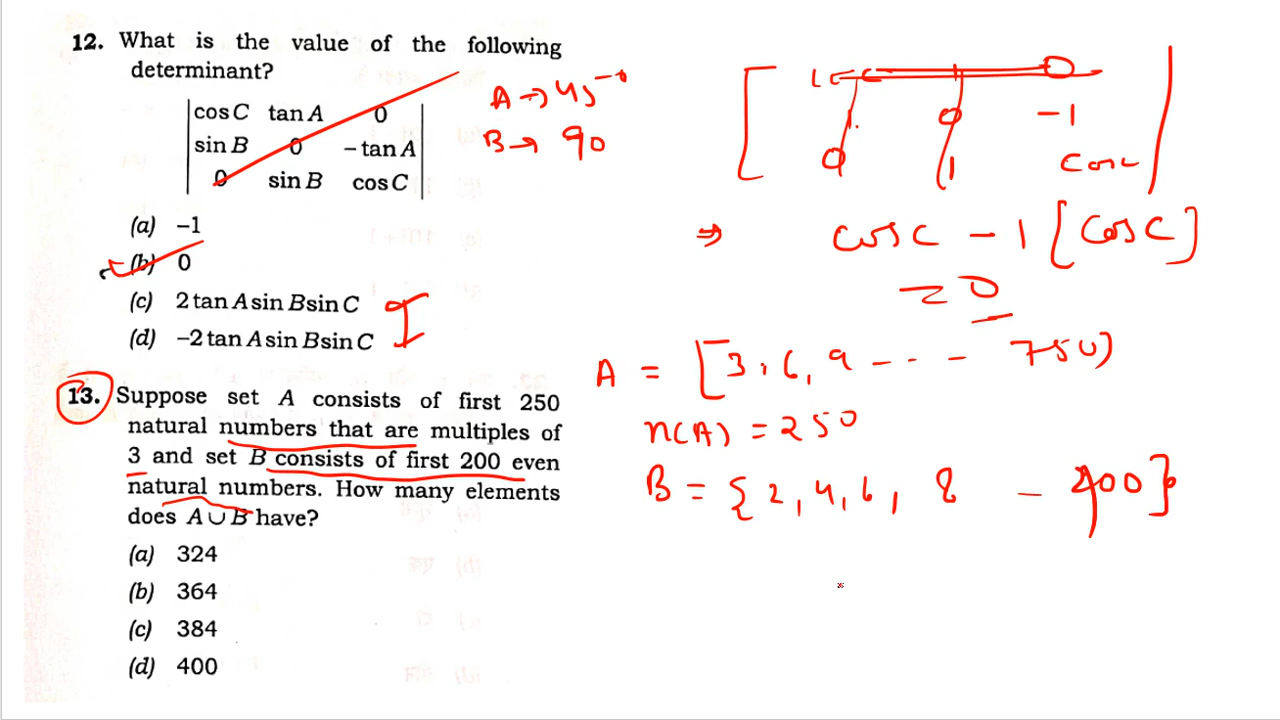 12. What is the value of the following
determinant?
cos C tan A 0
sin B 0 – tan A
0 sin B cos C
(a) –1
(b) 0
(c) 2 tan A sin B sin C
(d) –2 tan A sin B sin C
13. Suppose set A consists of first 250
natural numbers that are multiples of
3 and set B consists of first 200 even
natural numbers. How many elements
does A ∪ B have?
(a) 324
(b) 364
(c) 384
(d) 400
A → 45°
B → 90
1 0
1 0 -1
0 1 cos c
⇒ cos c - 1 [cos c]
= 0
A = [3, 6, 9 - - - 750)
n(A) = 250
B = {2, 4, 6, 8 - 400}